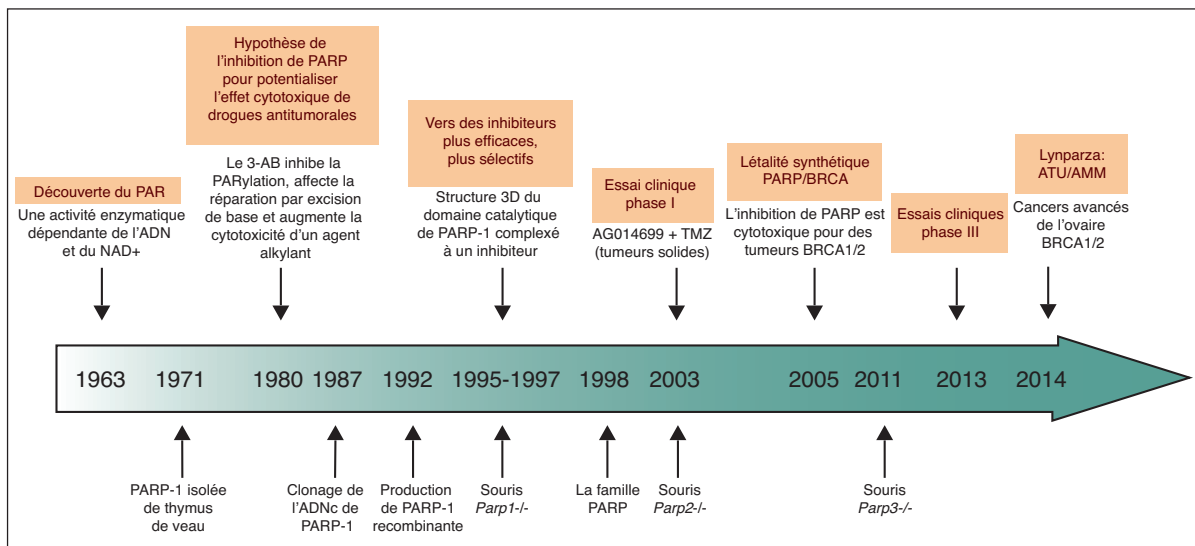 Découverte du PAR
Une activité enzymatique
dépendante de l'ADN
et du NAD+
Hypothèse de
l'inhibition de PARP
pour potentialiser
l'effet cytotoxique de
drogues antitumorales
Le 3-AB inhibe la
PARylation, affecte la
réparation par excision
de base et augmente la
cytotoxicité d'un agent
alkylant
Vers des inhibiteurs
plus efficaces,
plus sélectifs
Structure 3D du
domaine catalytique
de PARP-1 complexé
à un inhibiteur
Essai clinique
phase I
AG014699 + TMZ
(tumeurs solides)
Létalité synthétique
PARP/BRCA
L'inhibition de PARP est
cytotoxique pour des
tumeurs BRCA1/2
Essais cliniques
phase III
Lynparza:
ATU/AMM
Cancers avancés
de l'ovaire
BRCA1/2
1963 1971 1980 1987 1992 1995-1997 1998 2003 2005 2011 2013 2014
PARP-1 isolée
de thymus
de veau
Clonage de
l'ADNc de
PARP-1
Production
de PARP-1
recombinante
Souris
Parp1-/-
La famille
PARP
Souris
Parp2-/-
Souris
Parp3-/-